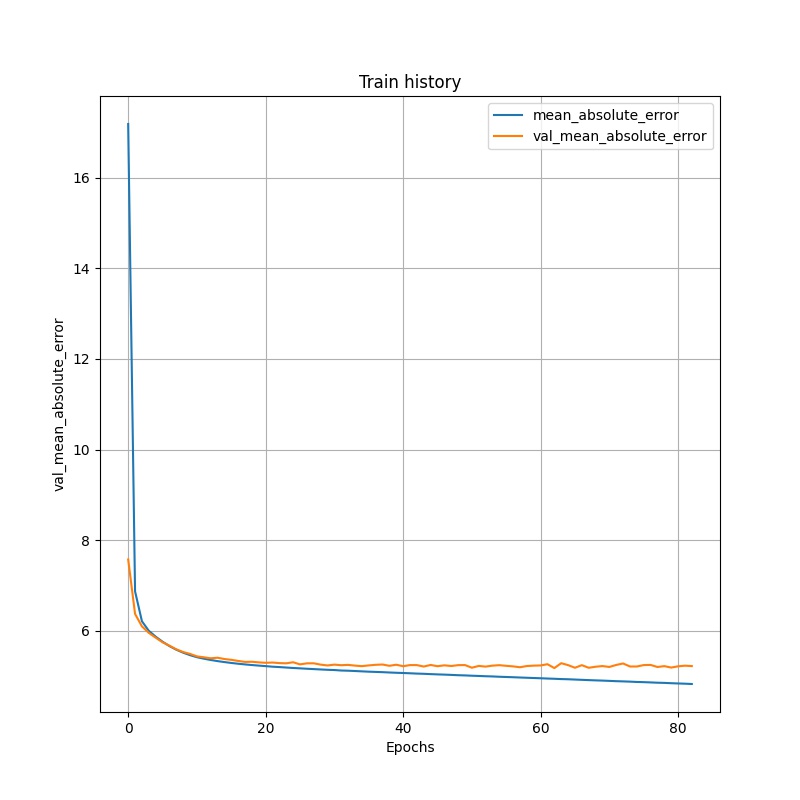 Train history
mean_absolute_error
val_mean_absolute_error
16
14
12
10
8
6
val_mean_absolute_error
0 20 40 60 80
Epochs